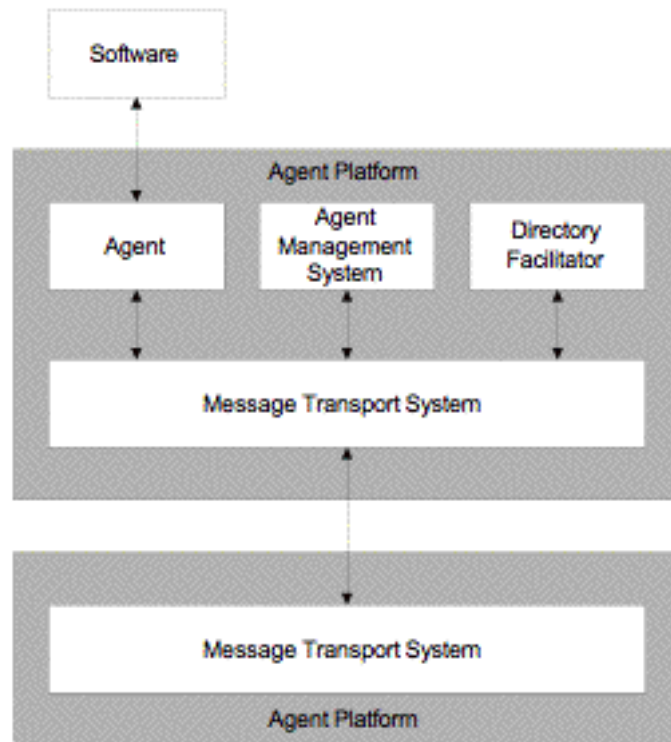 Software
Agent Platform
Agent
Agent
Management
System
Directory
Facilitator
Message Transport System
Message Transport System
Agent Platform